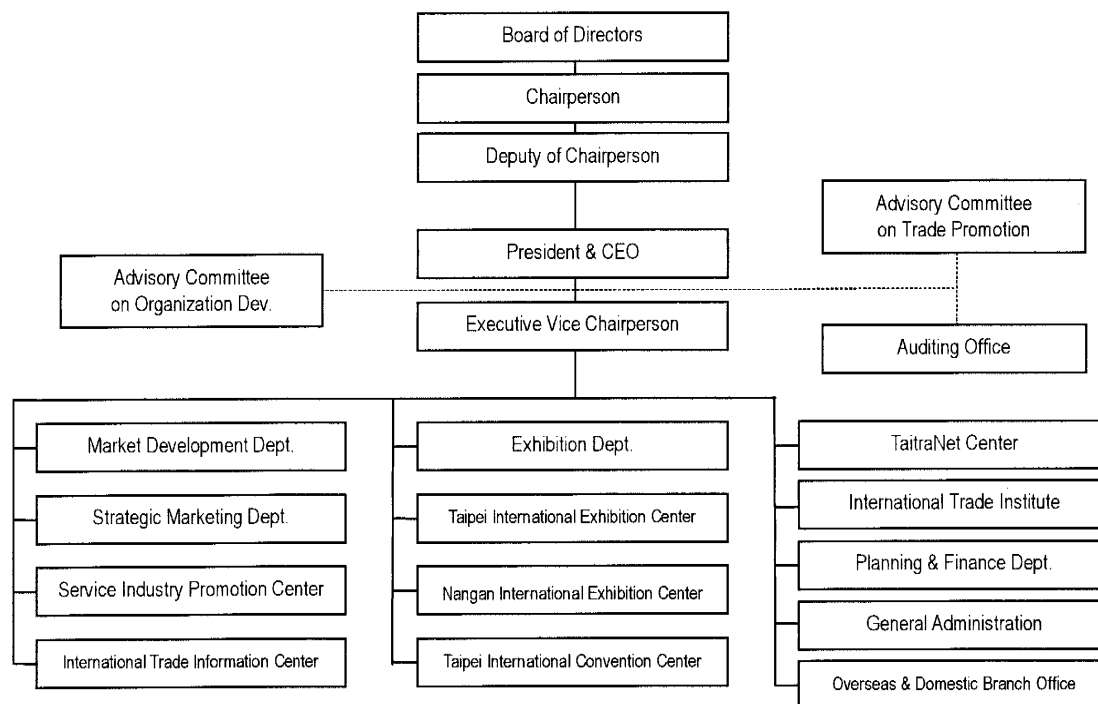 Board of Directors
Chairperson
Deputy of Chairperson
Advisory Committee
on Trade Promotion
President & CEO
Advisory Committee
on Organization Dev.
Executive Vice Chairperson
Auditing Office
Market Development Dept.
Strategic Marketing Dept.
Service Industry Promotion Center
International Trade Information Center
Exhibition Dept.
Taipei International Exhibition Center
Nangan International Exhibition Center
Taipei International Convention Center
TaitraNet Center
International Trade Institute
Planning & Finance Dept.
General Administration
Overseas & Domestic Branch Office